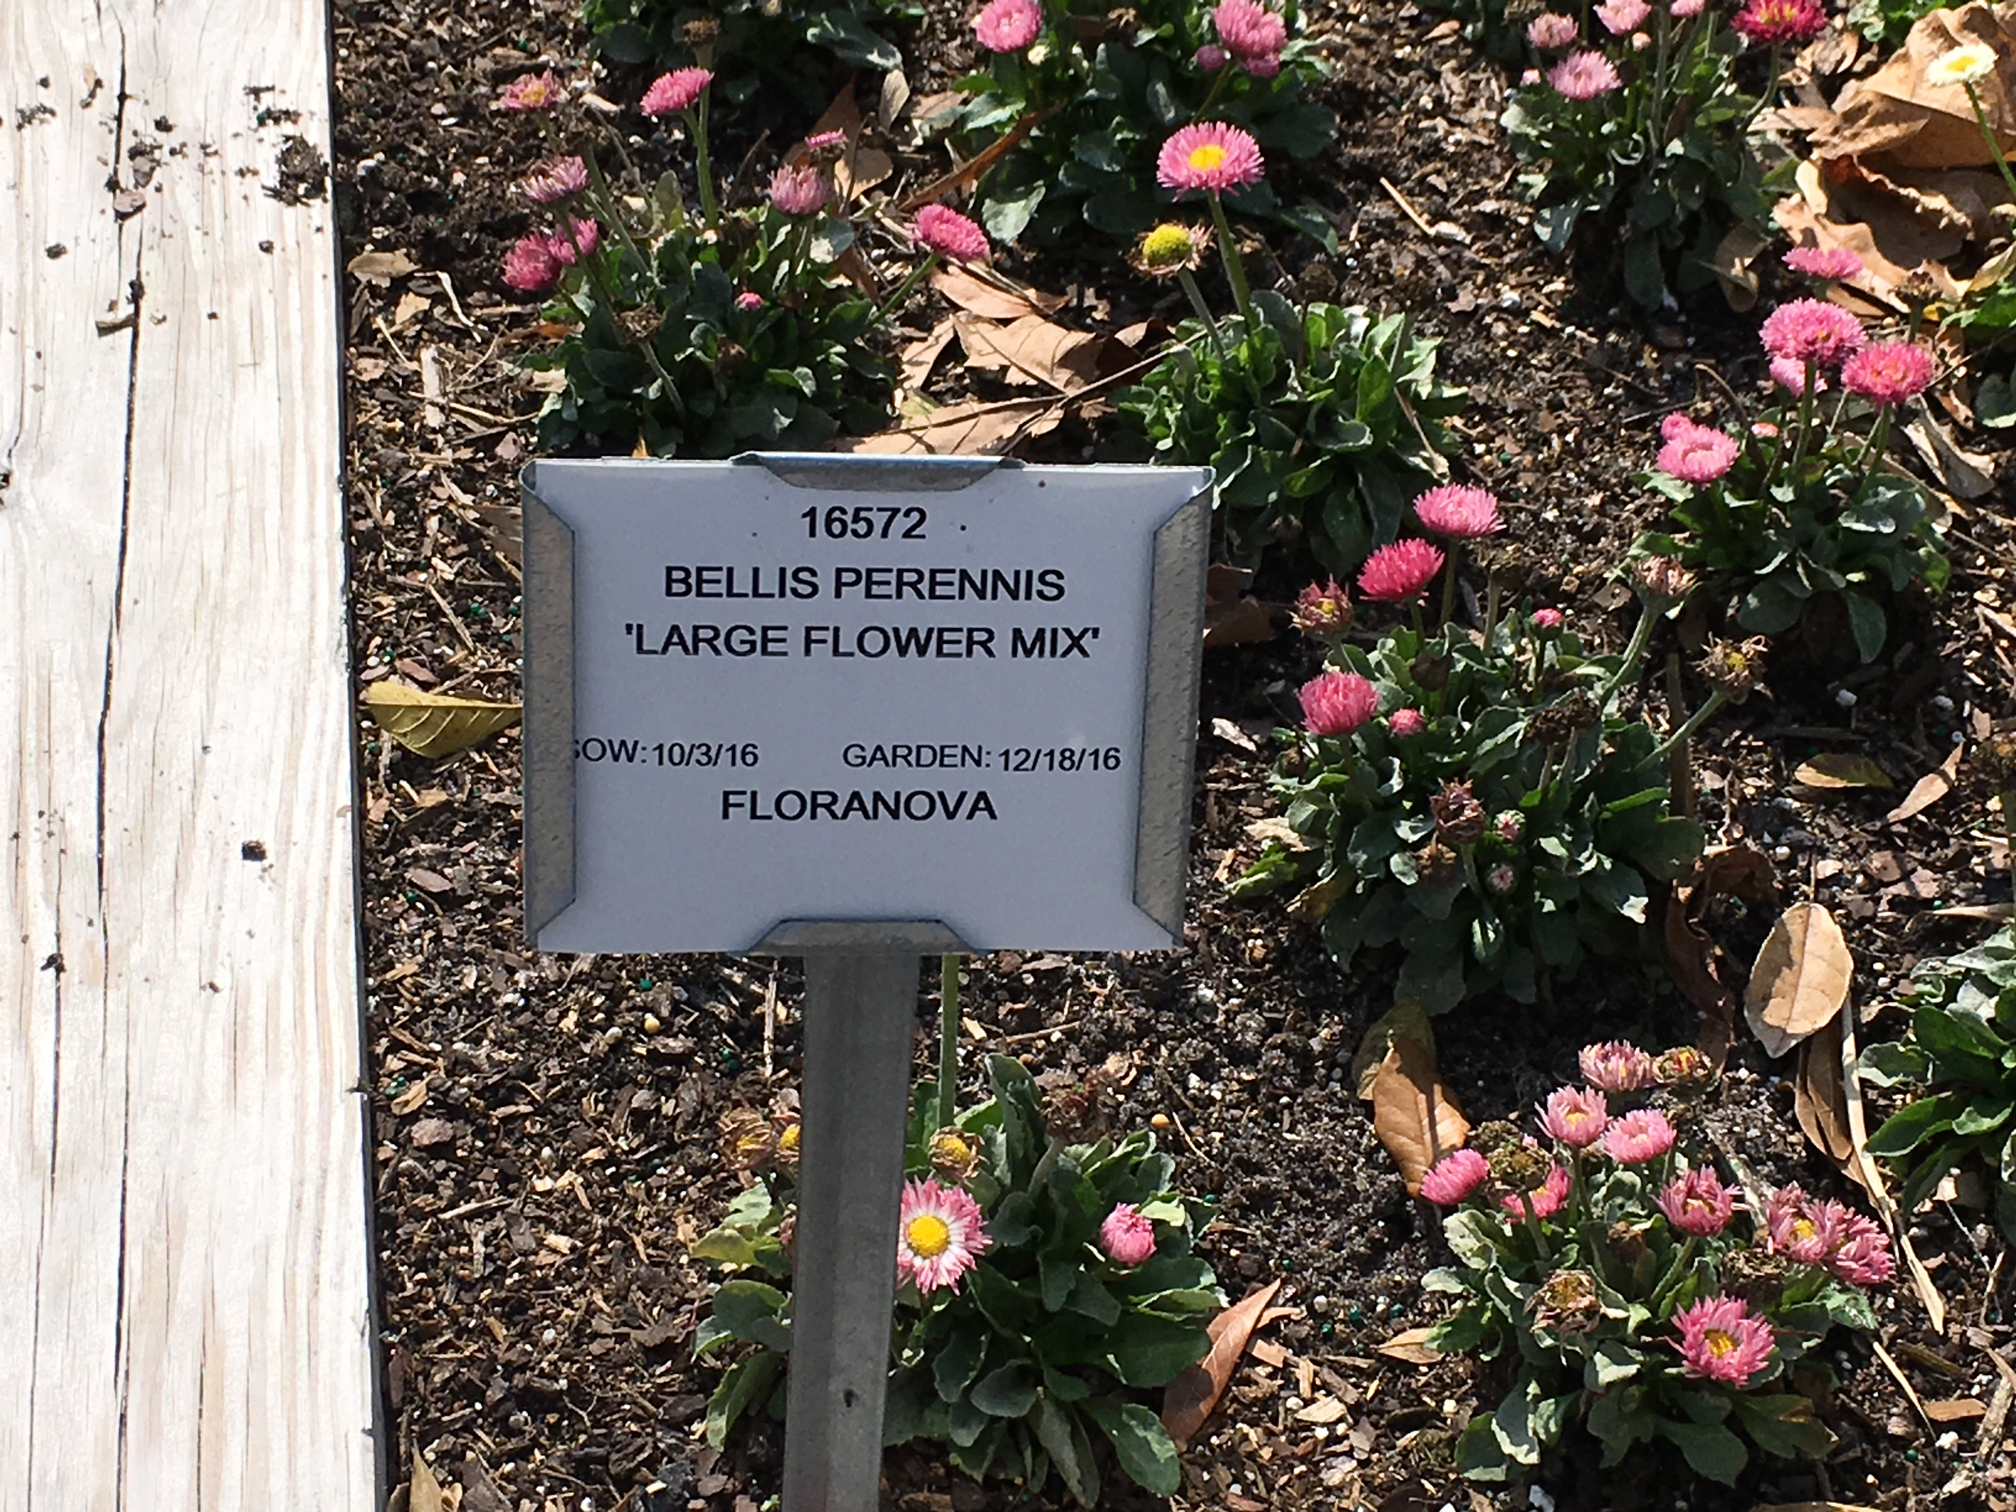 16572
BELLIS PERENNIS
'LARGE FLOWER MIX'
SOW: 10/3/16 GARDEN: 12/18/16
FLORANOVA